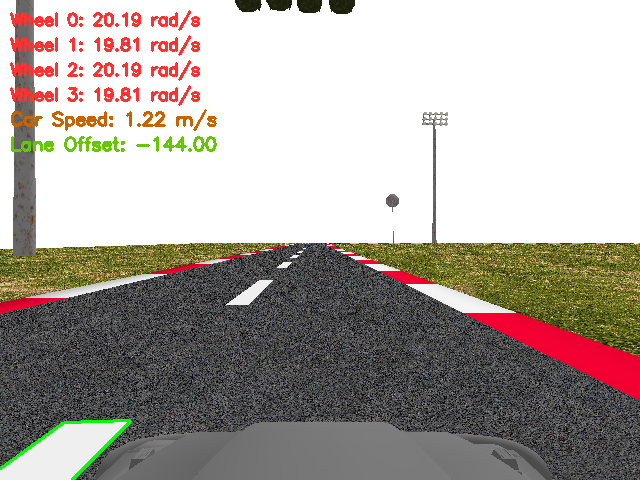 Wheel 0: 20.19 rad/s
Wheel 1: 19.81 rad/s
Wheel 2: 20.19 rad/s
Wheel 3: 19.81 rad/s
Car Speed: 1.22 m/s
Lane Offset: -144.00